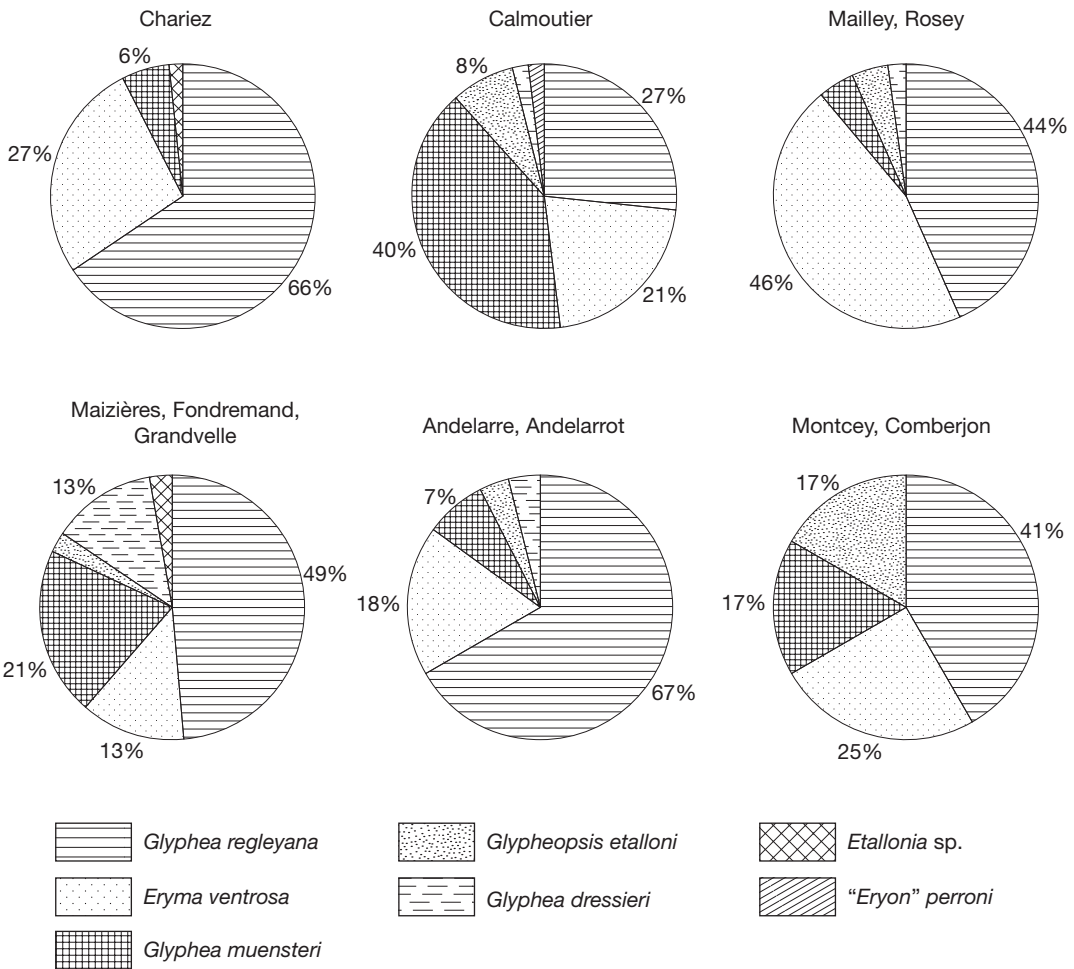 Chariez
6%
27%
66%
Calmoutier
8%
27%
40%
21%
Mailley, Rosey
44%
46%
Maizières, Fondremand,
Grandvelle
13%
49%
21%
13%
Andelarre, Andelarrot
7%
18%
67%
Montcey, Comberjon
17%
41%
17%
25%
Glyphea regleyana
Eryma ventrosa
Glyphea muensteri
Glypheopsis etalloni
Glyphea dressieri
Etallonia sp.
“Eryon” perroni